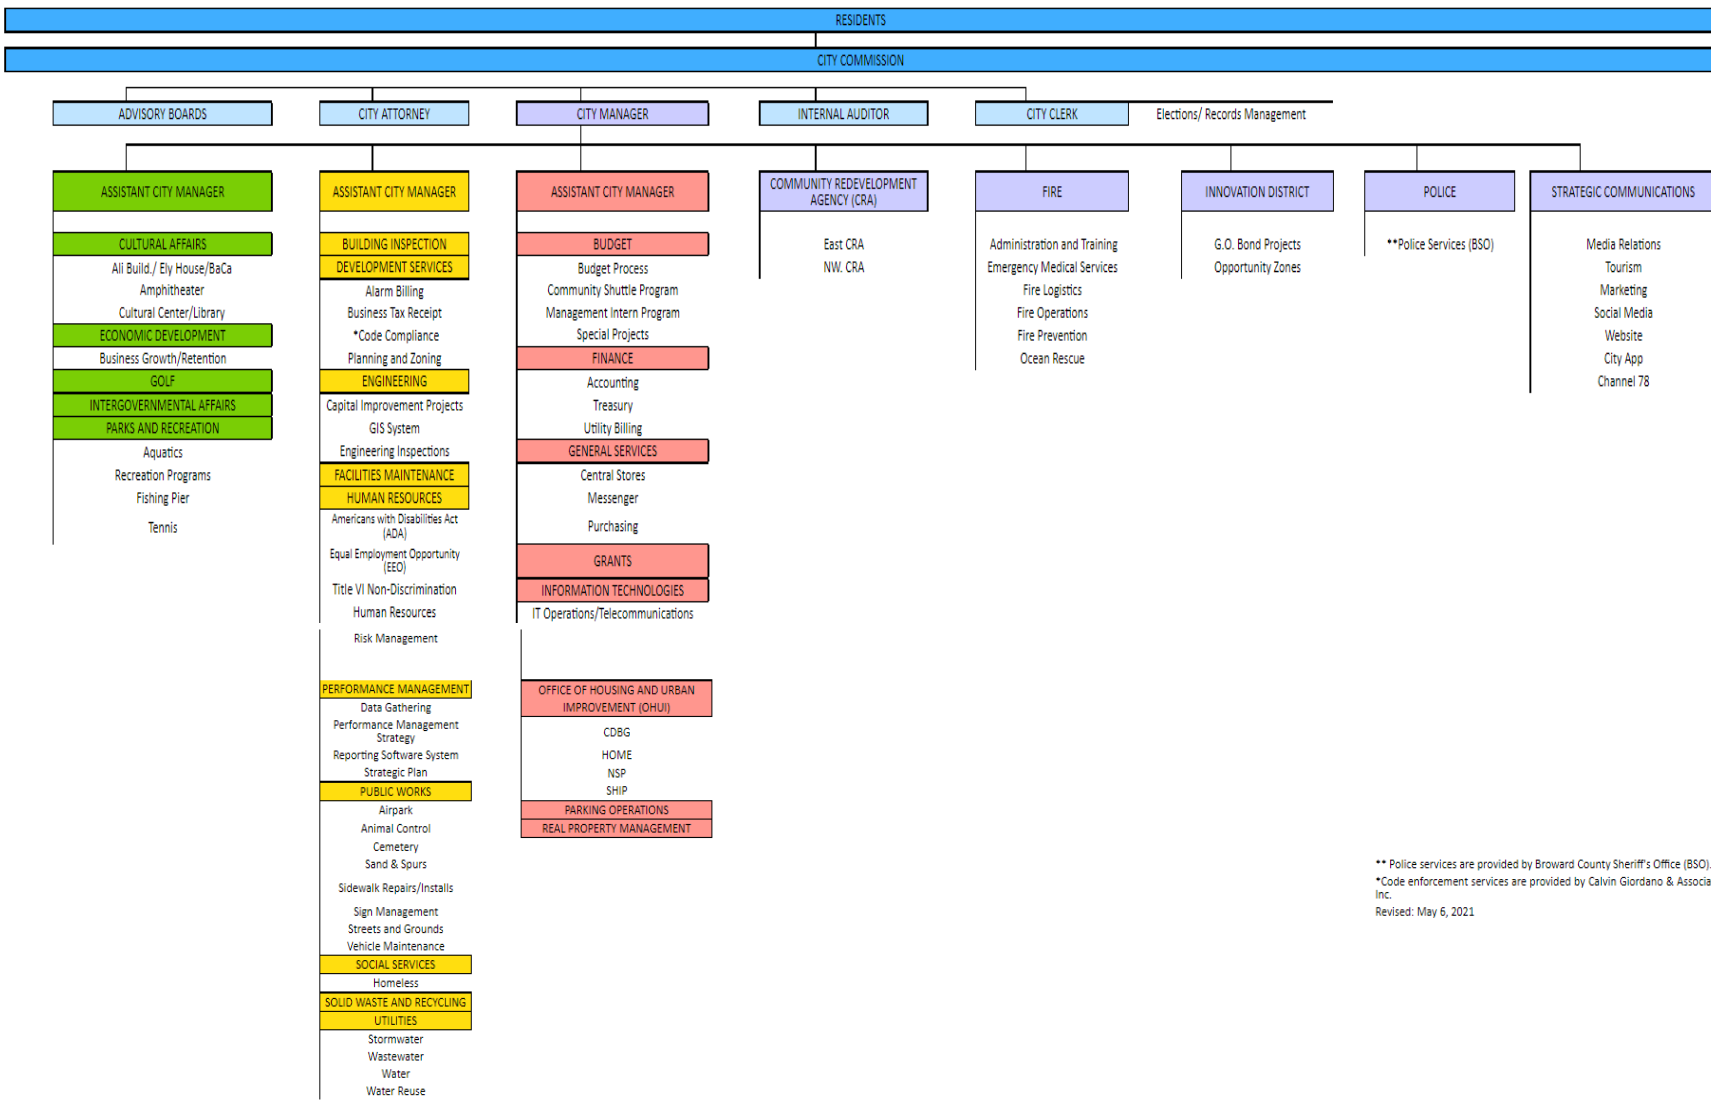 RESIDENTS
CITY COMMISSION
ADVISORY BOARDS
CITY ATTORNEY
CITY MANAGER
INTERNAL AUDITOR
CITY CLERK
Elections/ Records Management
ASSISTANT CITY MANAGER
CULTURAL AFFAIRS
Ali Build./ Ely House/BaCa
Amphitheater
Cultural Center/Library
ECONOMIC DEVELOPMENT
Business Growth/Retention
GOLF
INTERGOVERNMENTAL AFFAIRS
PARKS AND RECREATION
Aquatics
Recreation Programs
Fishing Pier
Tennis
ASSISTANT CITY MANAGER
BUILDING INSPECTION
DEVELOPMENT SERVICES
Alarm Billing
Business Tax Receipt
*Code Compliance
Planning and Zoning
ENGINEERING
Capital Improvement Projects
GIS System
Engineering Inspections
FACILITIES MAINTENANCE
HUMAN RESOURCES
Americans with Disabilities Act
(ADA)
Equal Employment Opportunity
(EEO)
Title VI Non-Discrimination
Human Resources
Risk Management
PERFORMANCE MANAGEMENT
Data Gathering
Performance Management
Strategy
Reporting Software System
Strategic Plan
PUBLIC WORKS
Airpark
Animal Control
Cemetery
Sand & Spurs
Sidewalk Repairs/Installs
Sign Management
Streets and Grounds
Vehicle Maintenance
SOCIAL SERVICES
Homeless
SOLID WASTE AND RECYCLING
UTILITIES
Stormwater
Wastewater
Water
Water Reuse
ASSISTANT CITY MANAGER
BUDGET
Budget Process
Community Shuttle Program
Management Intern Program
Special Projects
FINANCE
Accounting
Treasury
Utility Billing
GENERAL SERVICES
Central Stores
Messenger
Purchasing
GRANTS
INFORMATION TECHNOLOGIES
IT Operations/Telecommunications
OFFICE OF HOUSING AND URBAN
IMPROVEMENT (OHUI)
CDBG
HOME
NSP
SHIP
PARKING OPERATIONS
REAL PROPERTY MANAGEMENT
COMMUNITY REDEVELOPMENT
AGENCY (CRA)
East CRA
NW. CRA
FIRE
Administration and Training
Emergency Medical Services
Fire Logistics
Fire Operations
Fire Prevention
Ocean Rescue
INNOVATION DISTRICT
G.O. Bond Projects
Opportunity Zones
POLICE
**Police Services (BSO)
STRATEGIC COMMUNICATIONS
Media Relations
Tourism
Marketing
Social Media
Website
City App
Channel 78
** Police services are provided by Broward County Sheriff's Office (BSO).
*Code enforcement services are provided by Calvin Giordano &
Inc.
Revised: May 6, 2021